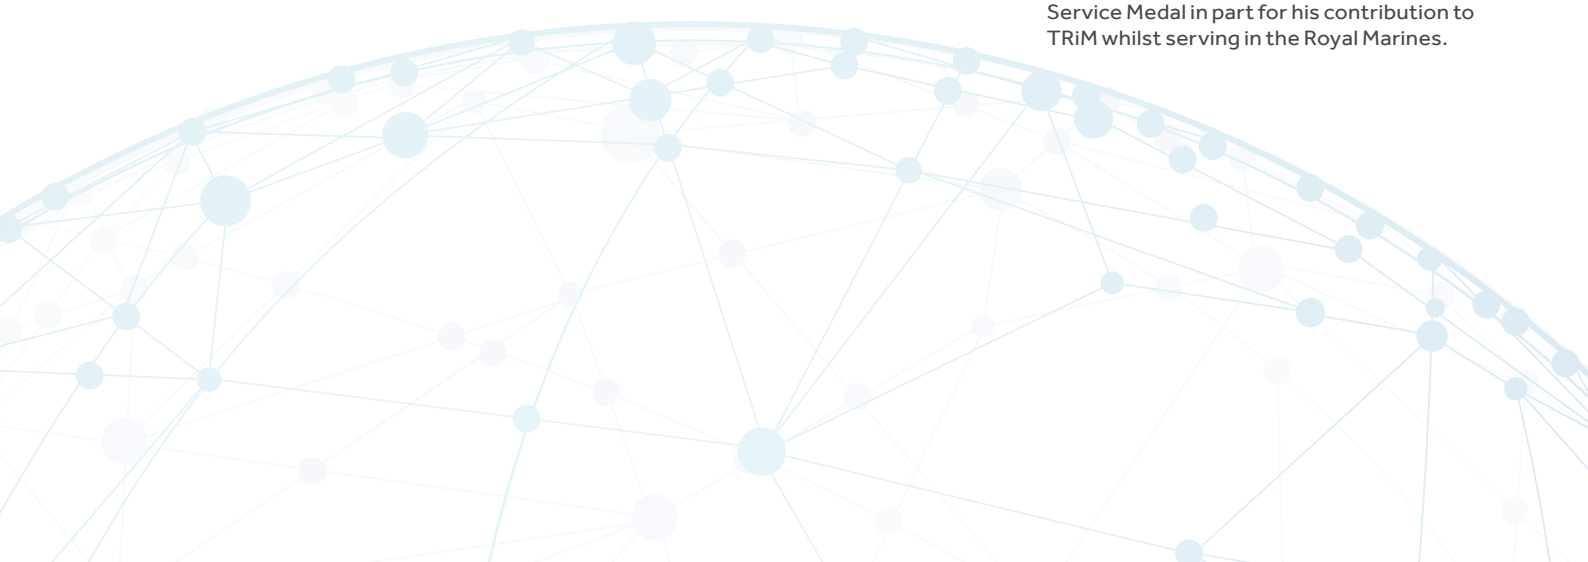 Service Medal in part for his contribution to
TRiM whilst serving in the Royal Marines.